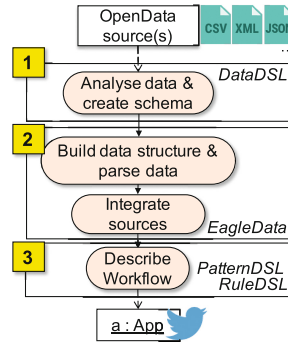 OpenData
source(s)
CSV XML JSON
1
DataDSL
Analyse data &
create schema
2
Build data structure &
parse data
Integrate
sources
EagleData
3
Describe
Workflow
PatternDSL
RuleDSL
a : App